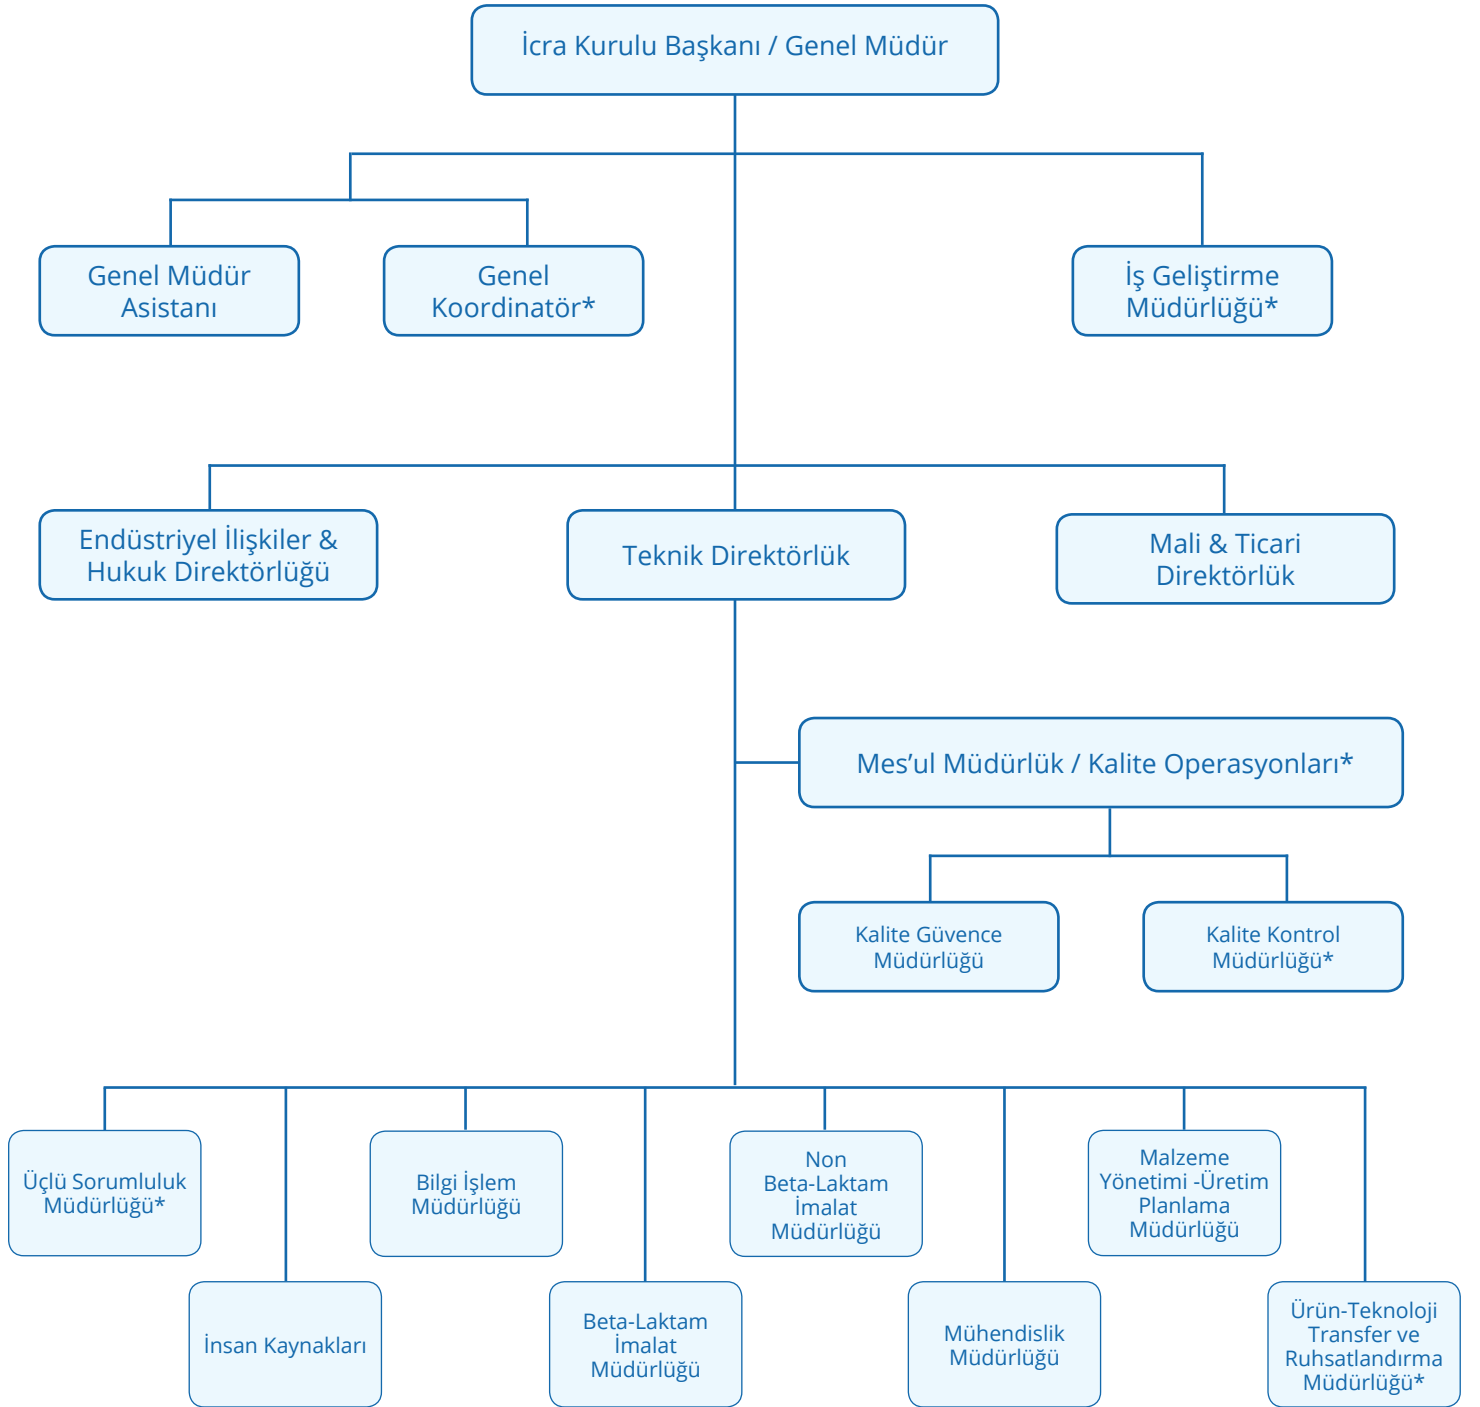 İcra Kurulu Başkanı / Genel Müdür
Genel Müdür
Asistanı
Genel
Koordinatör*
İş Geliştirme
Müdürlüğü*
Endüstriyel İlişkiler &
Hukuk Direktörlüğü
Teknik Direktörlük
Mali & Ticari
Direktörlük
Mes’ul Müdürlük / Kalite Operasyonları*
Kalite Güvence
Müdürlüğü
Kalite Kontrol
Müdürlüğü*
Üçlü Sorumluluk
Müdürlüğü*
Bilgi İşlem
Müdürlüğü
Non
Beta-Laktam
İmalat
Müdürlüğü
Malzeme
Yönetimi -Üretim
Planlama
Müdürlüğü
İnsan Kaynakları
Beta-Laktam
İmalat
Müdürlüğü
Mühendislik
Müdürlüğü
Ürün-Teknoloji
Transfer ve
Ruhsatlandırma
Müdürlüğü*